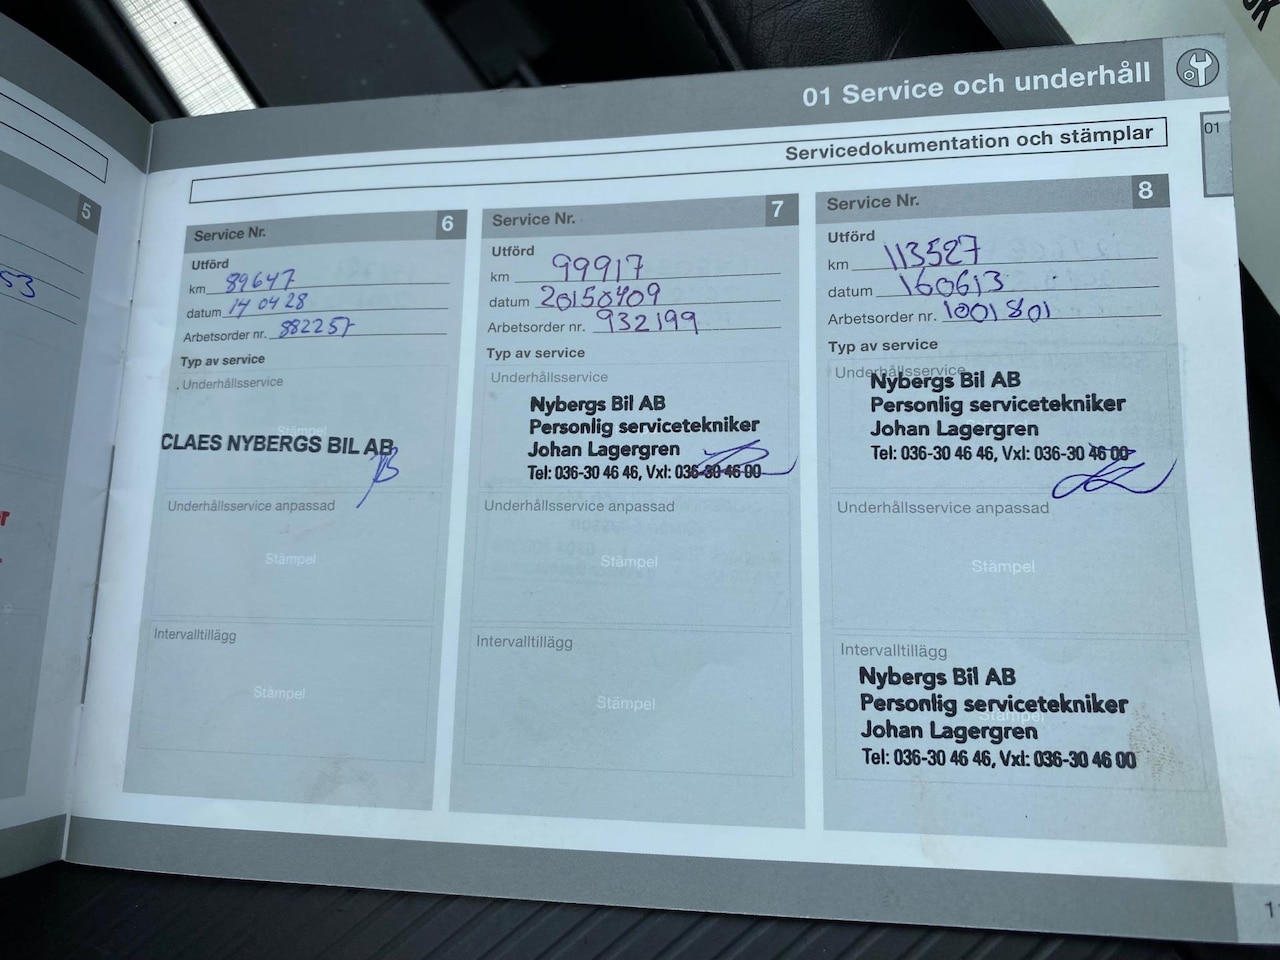 01 Service och underhåll
01
Servicedokumentation och stämplar
5
53
Service Nr. 6
Utförd
km 89647
datum 14 04 28
Arbetsorder nr. 882257
Typ av service
Underhållsservice
Stämpel
CLAES NYBERGS BIL AB
Underhållsservice anpassad
Stämpel
Intervalltillägg
Stämpel
Service Nr. 7
Utförd
km 99917
datum 20150409
Arbetsorder nr. 932199
Typ av service
Underhållsservice
Nybergs Bil AB
Personlig servicetekniker
Johan Lagergren
Tel: 036-30 46 46, Vxl: 036-30 46 00
Underhållsservice anpassad
Stämpel
Intervalltillägg
Stämpel
Service Nr. 8
Utförd
km 113527
datum 160613
Arbetsorder nr. 1001801
Typ av service
Underhållsservice
Nybergs Bil AB
Personlig servicetekniker
Johan Lagergren
Tel: 036-30 46 46, Vxl: 036-30 46 00
Underhållsservice anpassad
Stämpel
Intervalltillägg
Nybergs Bil AB
Personlig servicetekniker
Stämpel
Johan Lagergren
Tel: 036-30 46 46, Vxl: 036-30 46 00